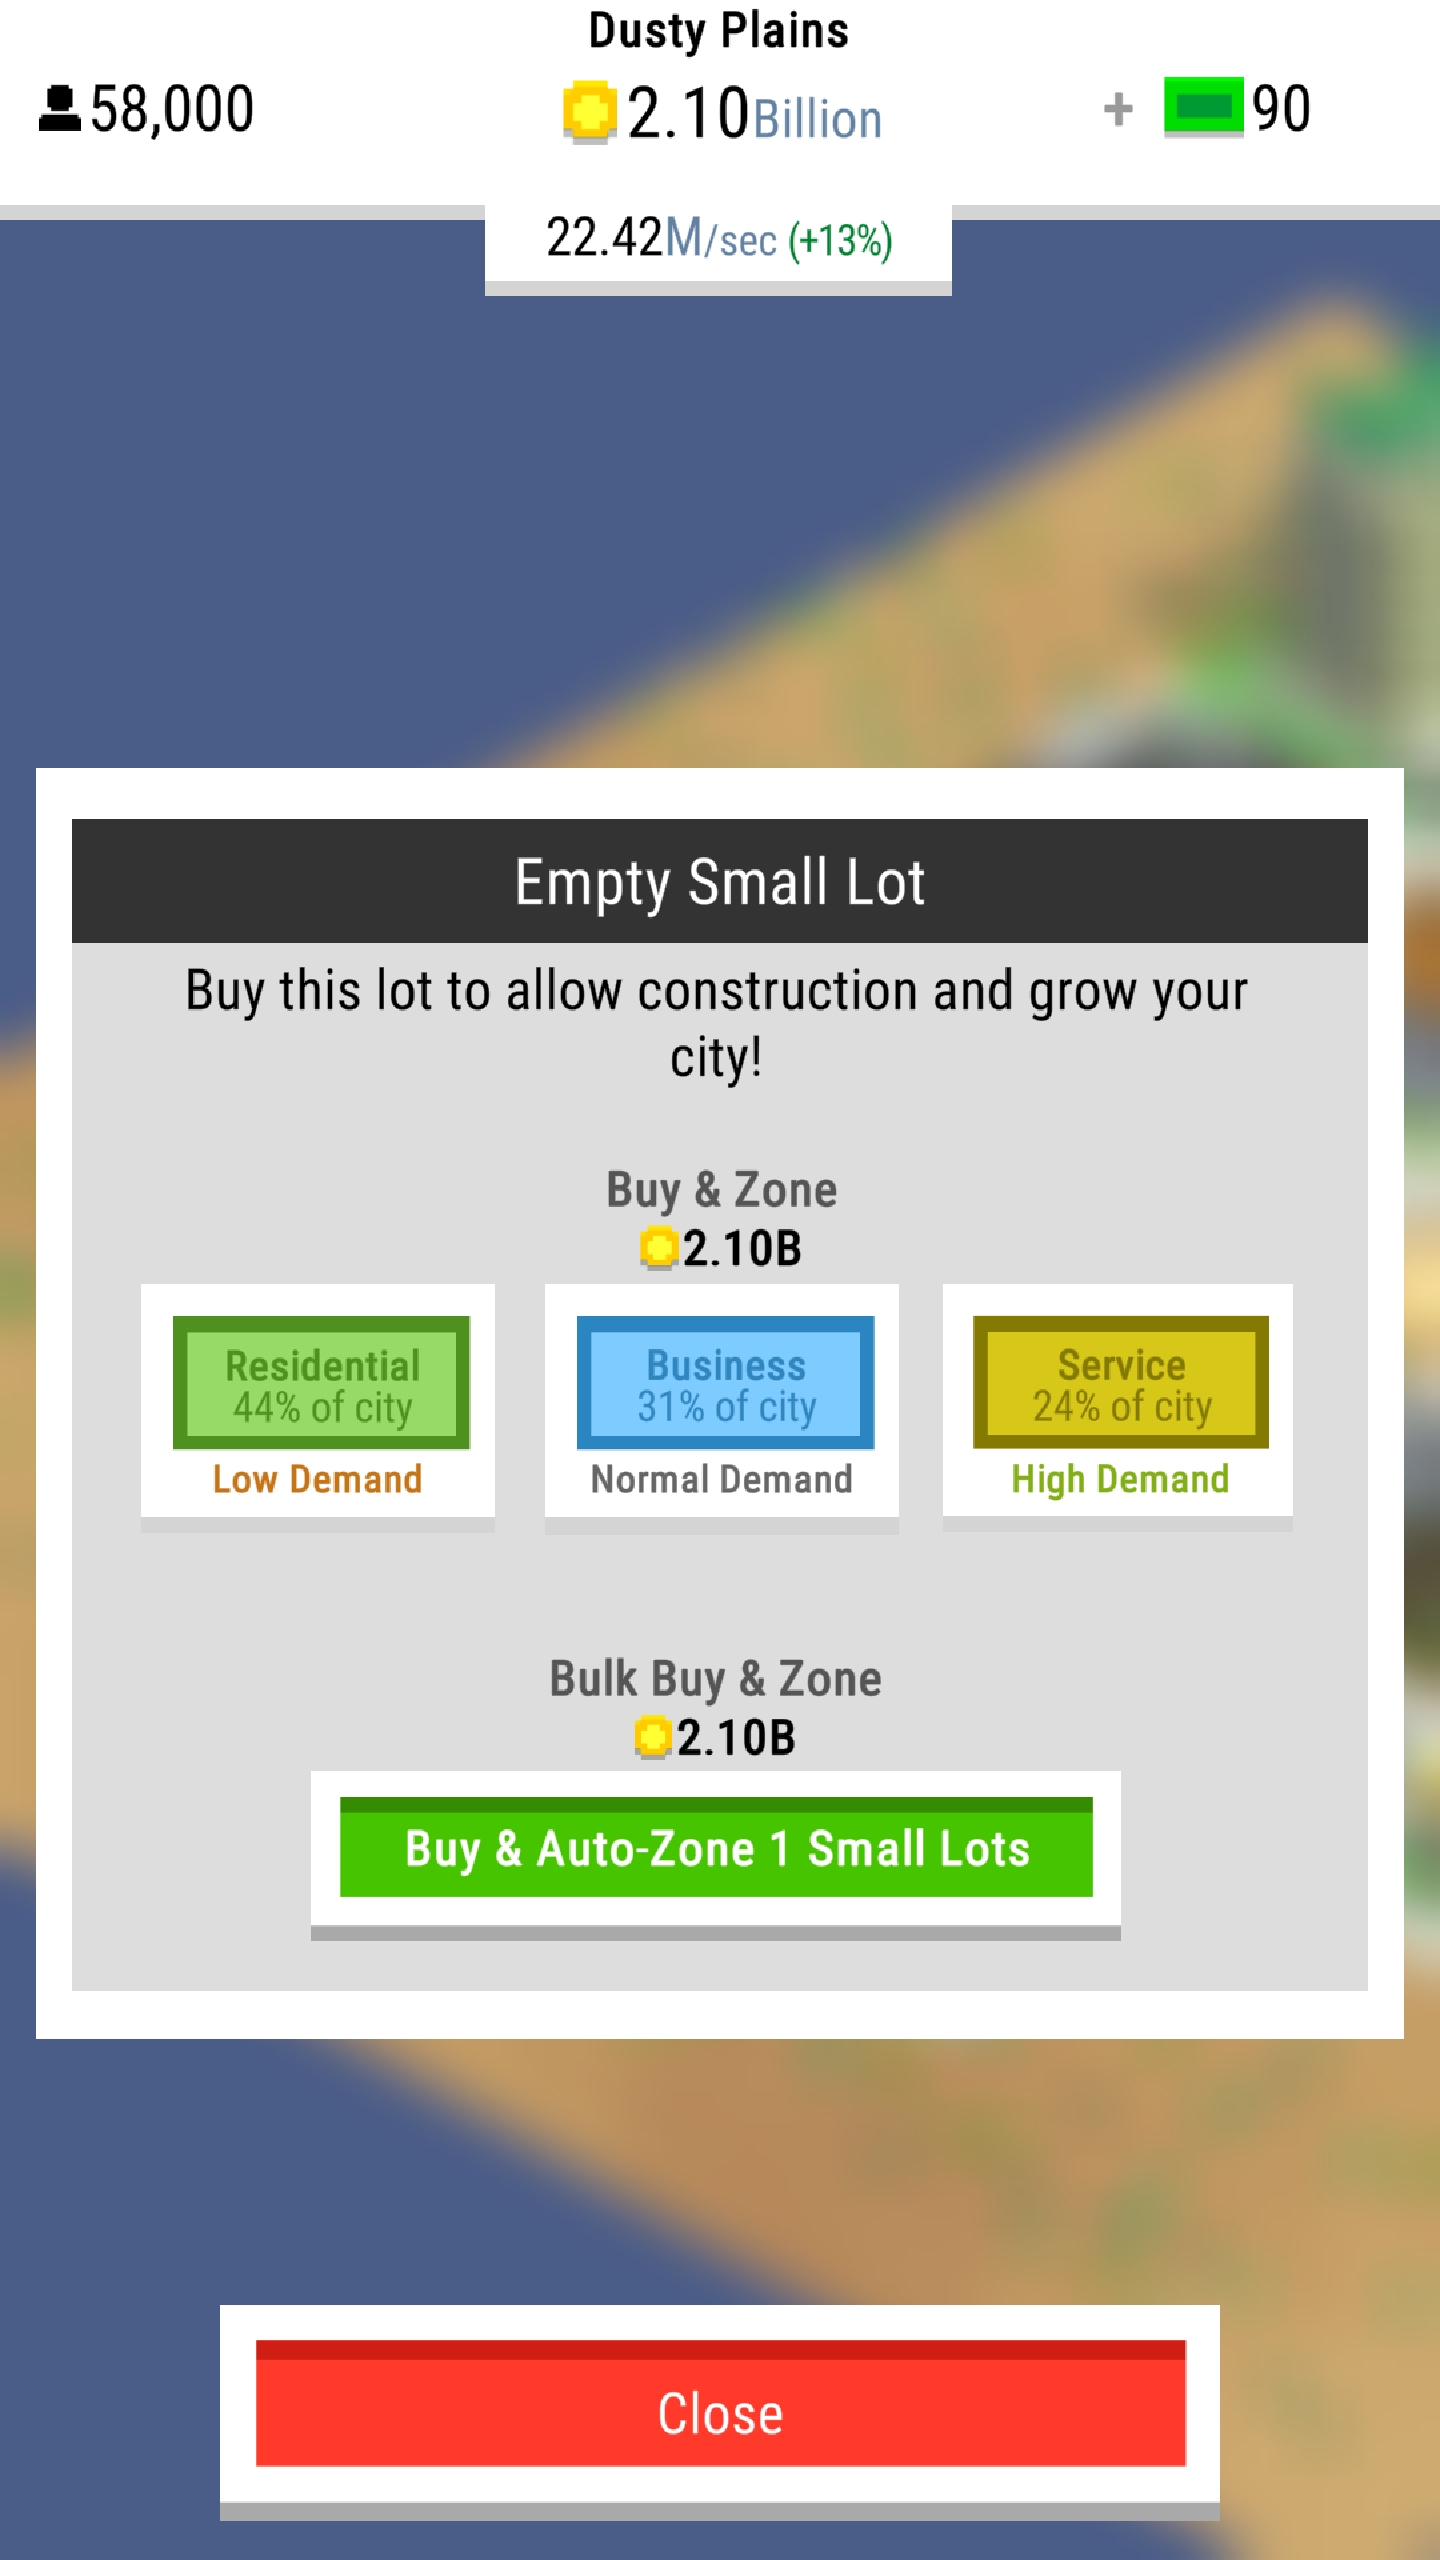 Dusty Plains
58,000
2.10 Billion
+ 90
22.42M/sec (+13%)
Empty Small Lot
Buy this lot to allow construction and grow your
city!
Buy & Zone
2.10B
Residential
44% of city
Low Demand
Business
31% of city
Normal Demand
Service
24% of city
High Demand
Bulk Buy & Zone
2.10B
Buy & Auto-Zone 1 Small Lots
Close